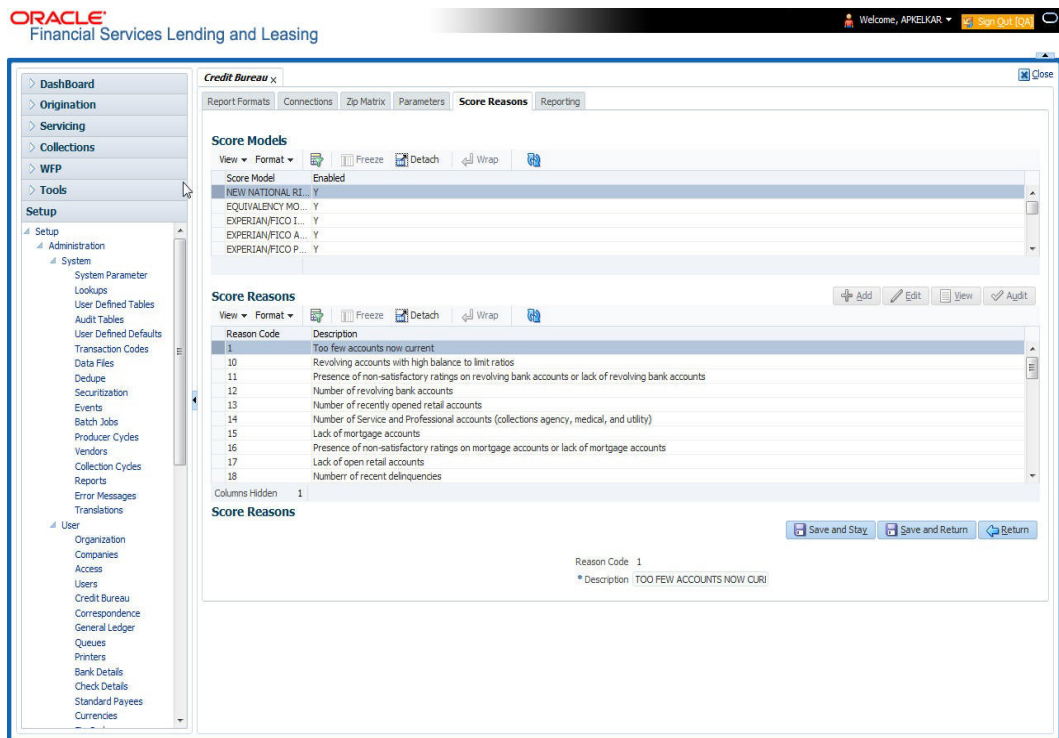 ORACLE
Financial Services Lending and Leasing
Welcome, APKELKAR
Sign Out [QA]
DashBoard
Origination
Servicing
Collections
WFP
Tools
Setup
Setup
Administration
System
System Parameter
Lookups
User Defined Tables
Audit Tables
User Defined Defaults
Transaction Codes
Data Files
Dedupe
Securitization
Events
Batch Jobs
Producer Cycles
Vendors
Collection Cycles
Reports
Error Messages
Translations
User
Organization
Companies
Access
Users
Credit Bureau
Correspondence
General Ledger
Queues
Printers
Bank Details
Check Details
Standard Payees
Currencies
Credit Bureau x
Close
Report Formats Connections Zip Matrix Parameters Score Reasons Reporting
Score Models
View Format Freeze Detach Wrap
Score Model Enabled
NEW NATIONAL RI... Y
EQUIVALENCY MO... Y
EXPERIAN/FICO I... Y
EXPERIAN/FICO A... Y
EXPERIAN/FICO P... Y
Score Reasons
Add Edit View Audit
View Format Freeze Detach Wrap
Reason Code Description
1 Too few accounts now current
10 Revolving accounts with high balance to limit ratios
11 Presence of non-satisfactory ratings on revolving bank accounts or lack of revolving bank accounts
12 Number of revolving bank accounts
13 Number of recently opened retail accounts
14 Number of Service and Professional accounts (collections agency, medical, and utility)
15 Lack of mortgage accounts
16 Presence of non-satisfactory ratings on mortgage accounts or lack of mortgage accounts
17 Lack of open retail accounts
18 Numberr of recent delinquencies
Columns Hidden 1
Score Reasons
Save and Stay Save and Return Return
Reason Code 1
* Description TOO FEW ACCOUNTS NOW CURI